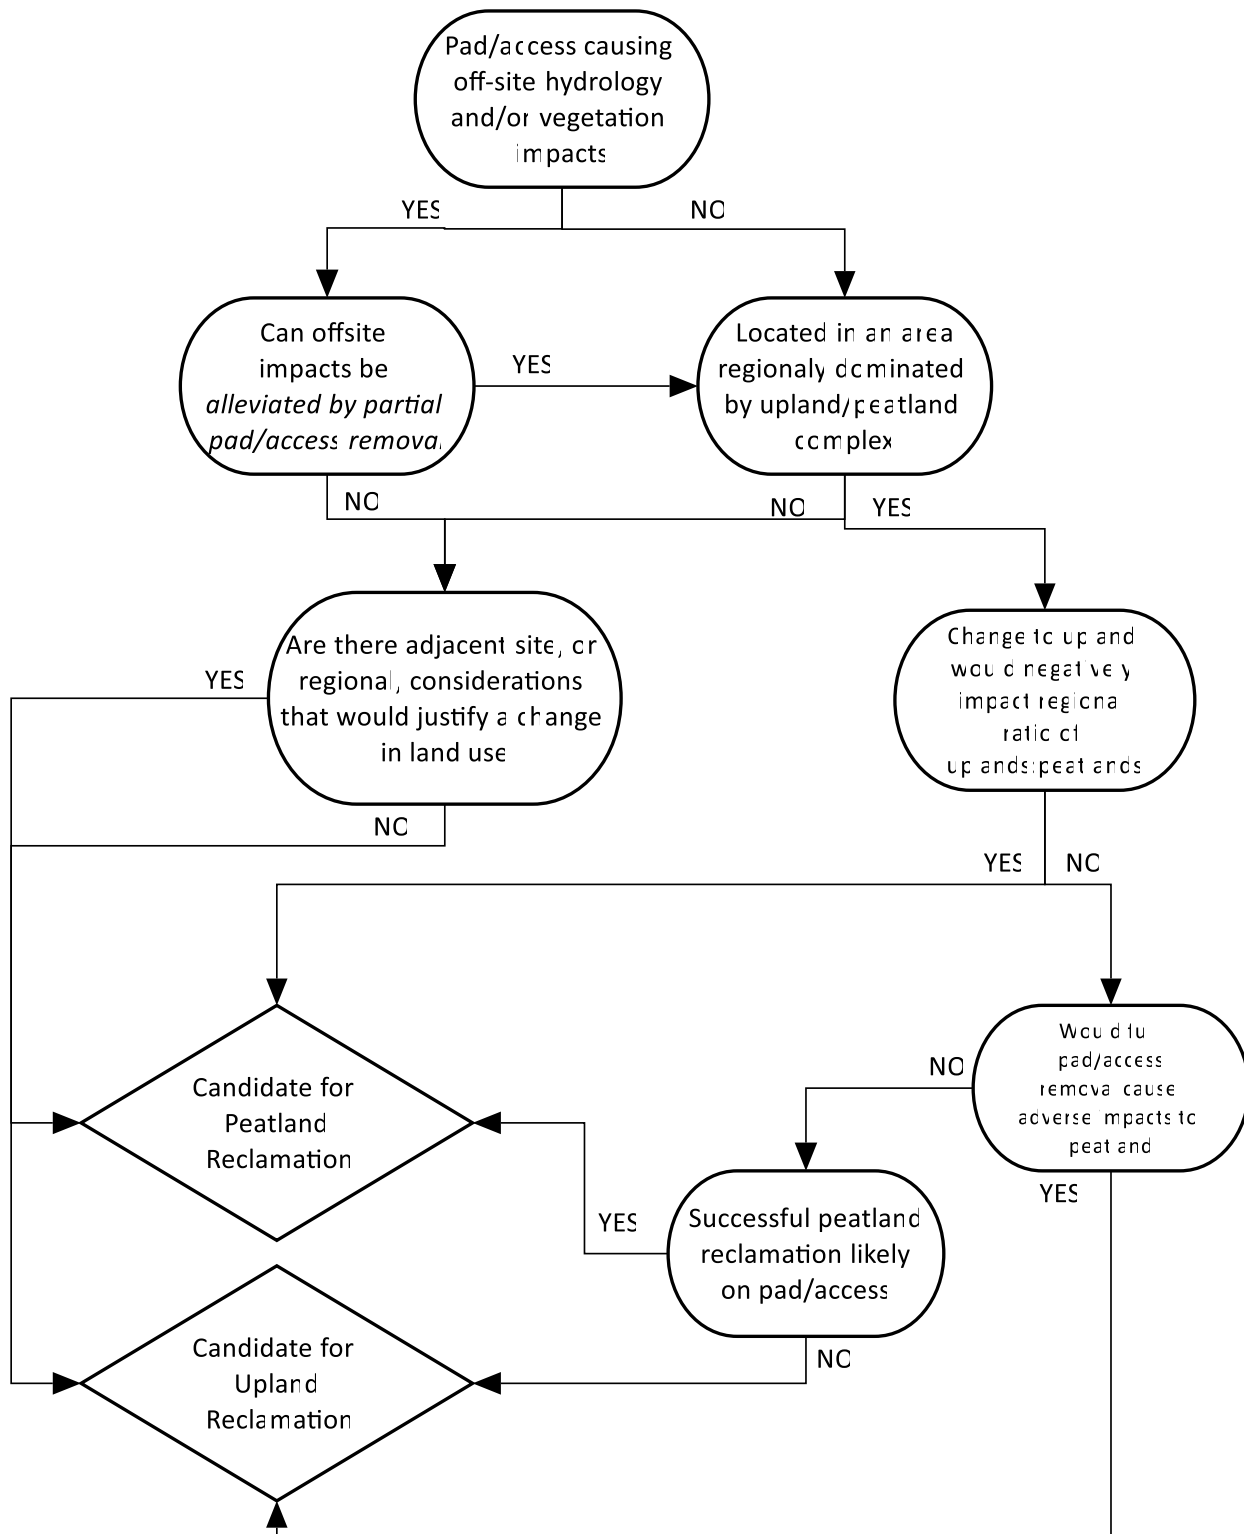 Pad/access causing
off-site hydrology
and/or vegetation
impacts
YES
NO
Can offsite
impacts be
alleviated by partial
pad/access removal
YES
Located in an area
regionaly dominated
by upland/peatland
complex
NO
NO
YES
Are there adjacent site, or
regional, considerations
that would justify a change
in land use
YES
NO
Change to upland
would negatively
impact regional
ratio of
uplands:peatlands
YES
NO
Candidate for
Peatland
Reclamation
Would full
pad/access
removal cause
adverse impacts to
peatland
NO
YES
Successful peatland
reclamation likely
on pad/access
YES
NO
Candidate for
Upland
Reclamation